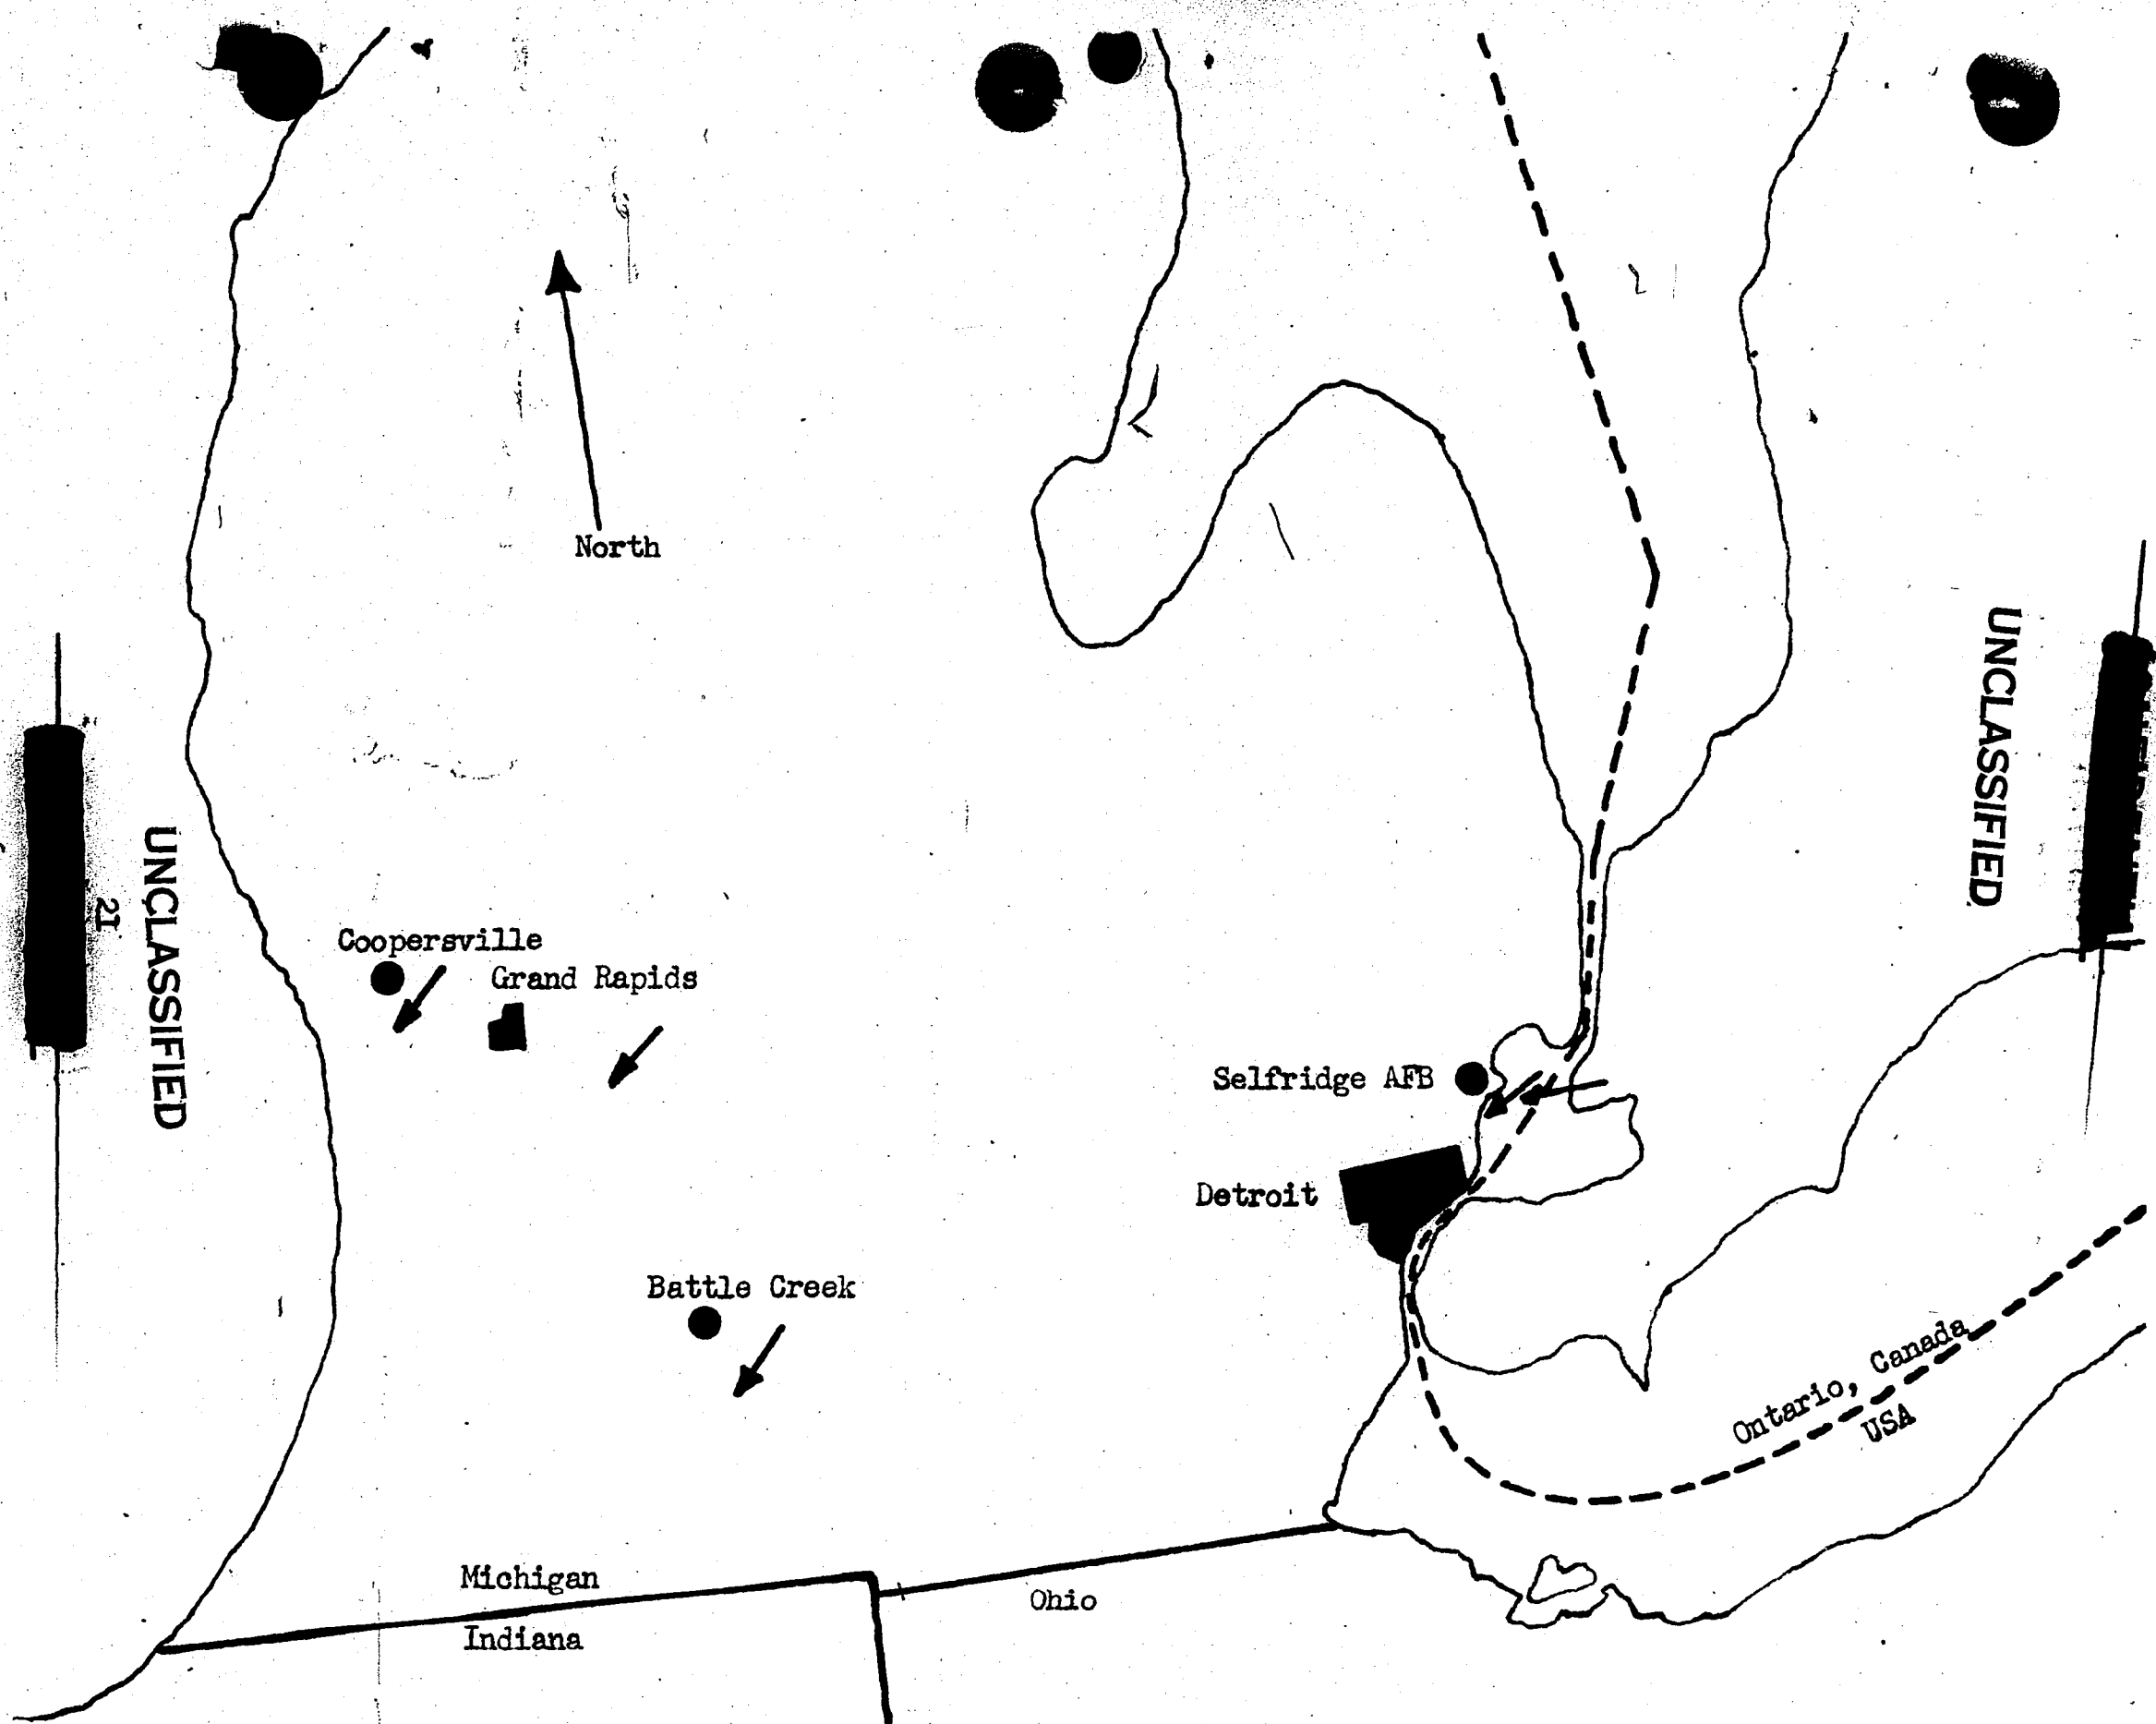 North
UNCLASSIFIED
UNCLASSIFIED
21
Coopersville
Grand Rapids
Selfridge AFB
Detroit
Battle Creek
Ontario, Canada
USA
Michigan
Indiana
Ohio